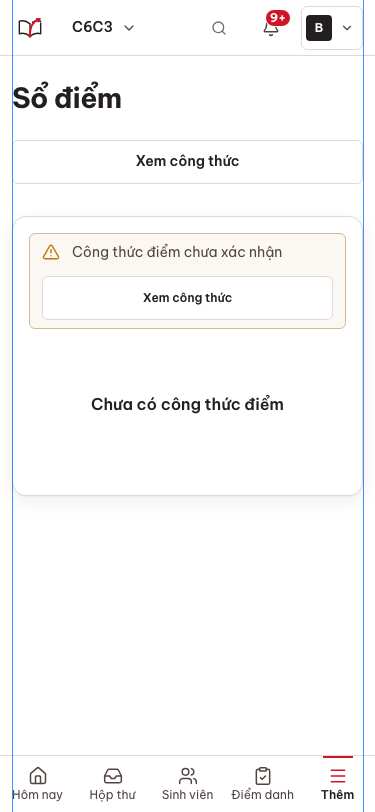 C6C3
9+
B
Sổ điểm
Xem công thức
Công thức điểm chưa xác nhận
Xem công thức
Chưa có công thức điểm
Hôm nay
Hộp thư
Sinh viên
Điểm danh
Thêm